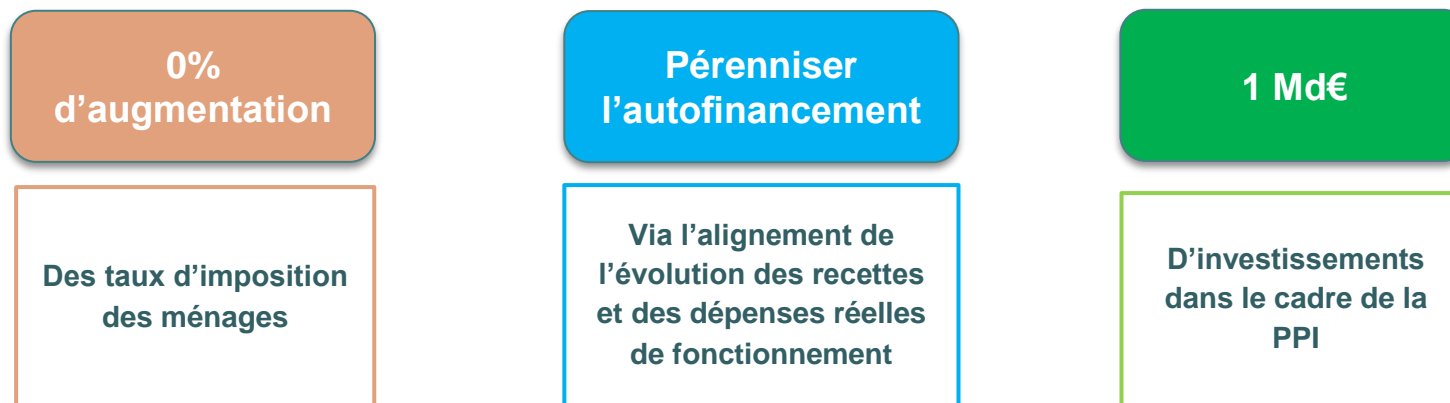 0%
d’augmentation
Des taux d’imposition
des ménages
Pérenniser
l’autofinancement
Via l’alignement de
l’évolution des recettes
et des dépenses réelles
de fonctionnement
1 Md€
D’investissements
dans le cadre de la
PPI